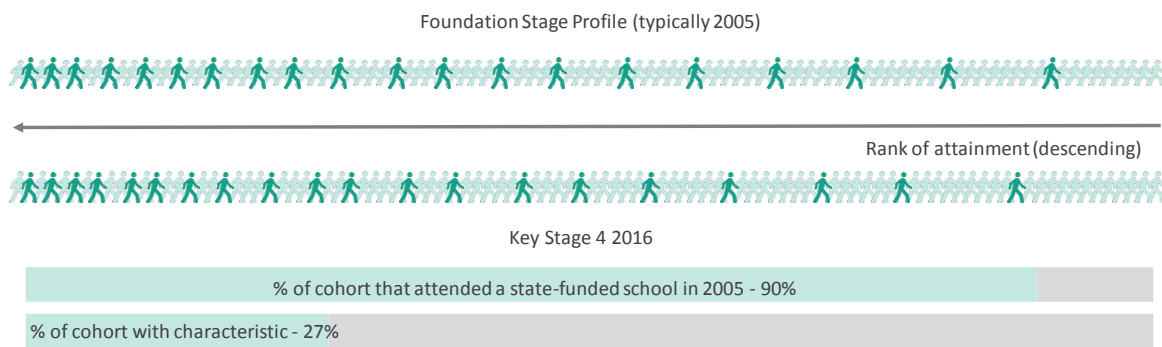 Foundation Stage Profile (typically 2005)
Rank of attainment (descending)
Key Stage 4 2016
% of cohort that attended a state-funded school in 2005 - 90%
% of cohort with characteristic - 27%